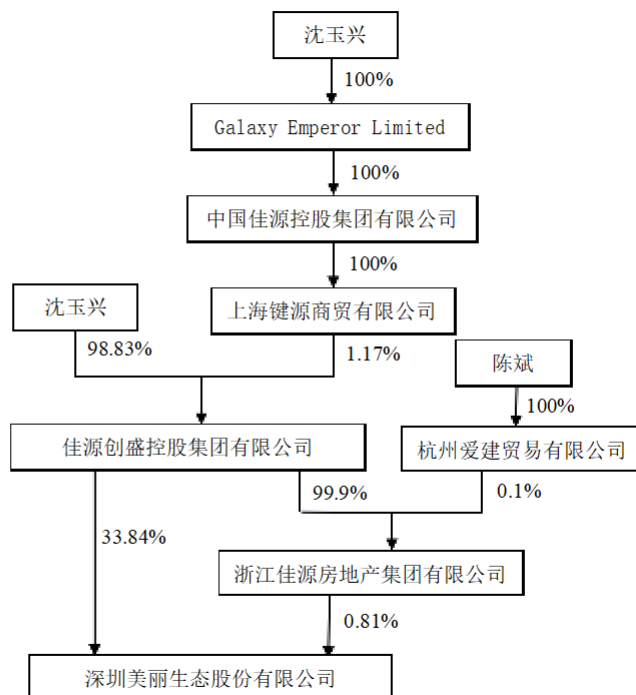 沈玉兴
100%
Galaxy Emperor Limited
100%
中国佳源控股集团有限公司
100%
沈玉兴
上海键源商贸有限公司
98.83%
1.17%
陈斌
100%
佳源创盛控股集团有限公司
杭州爱建贸易有限公司
99.9%
0.1%
33.84%
浙江佳源房地产集团有限公司
0.81%
深圳美丽生态股份有限公司